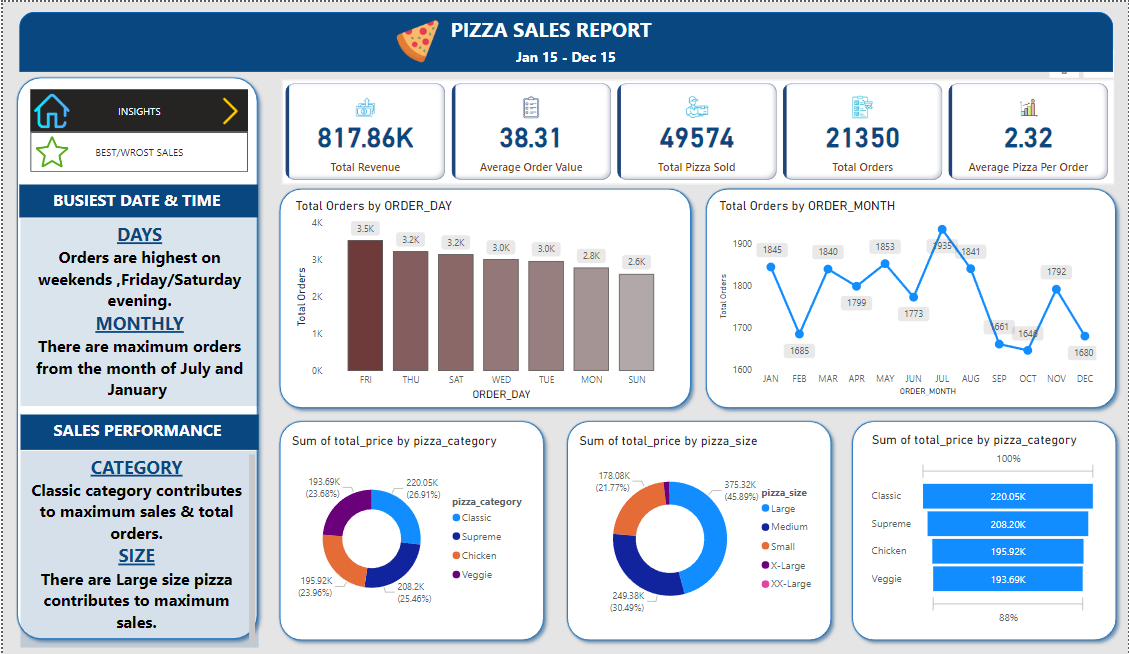 PIZZA SALES REPORT
Jan 15 - Dec 15
INSIGHTS
BEST/WROST SALES
BUSIEST DATE & TIME
DAYS
Orders are highest on
weekends ,Friday/Saturday
evening.
MONTHLY
There are maximum orders
from the month of July and
January
SALES PERFORMANCE
CATEGORY
Classic category contributes
to maximum sales & total
orders.
SIZE
There are Large size pizza
contributes to maximum
sales.
817.86K
Total Revenue
38.31
Average Order Value
49574
Total Pizza Sold
21350
Total Orders
2.32
Average Pizza Per Order
Total Orders by ORDER_DAY
Total Orders
4K
3K
2K
1K
0K
3.5K
3.2K
3.2K
3.0K
3.0K
2.8K
2.6K
FRI THU SAT WED TUE MON SUN
ORDER_DAY
Total Orders by ORDER_MONTH
Total Orders
1900
1800
1700
1600
1845
1685
1840
1799
1853
1773
1935
1841
1661
1646
1792
1680
JAN FEB MAR APR MAY JUN JUL AUG SEP OCT NOV DEC
ORDER_MONTH
Sum of total_price by pizza_category
193.69K
(23.68%)
220.05K
(26.91%)
195.92K
(23.96%)
208.2K
(25.46%)
pizza_category
Classic
Supreme
Chicken
Veggie
Sum of total_price by pizza_size
178.08K
(21.77%)
375.32K
(45.89%)
249.38K
(30.49%)
pizza_size
Large
Medium
Small
X-Large
XX-Large
Sum of total_price by pizza_category
100%
Classic 220.05K
Supreme 208.20K
Chicken 195.92K
Veggie 193.69K
88%